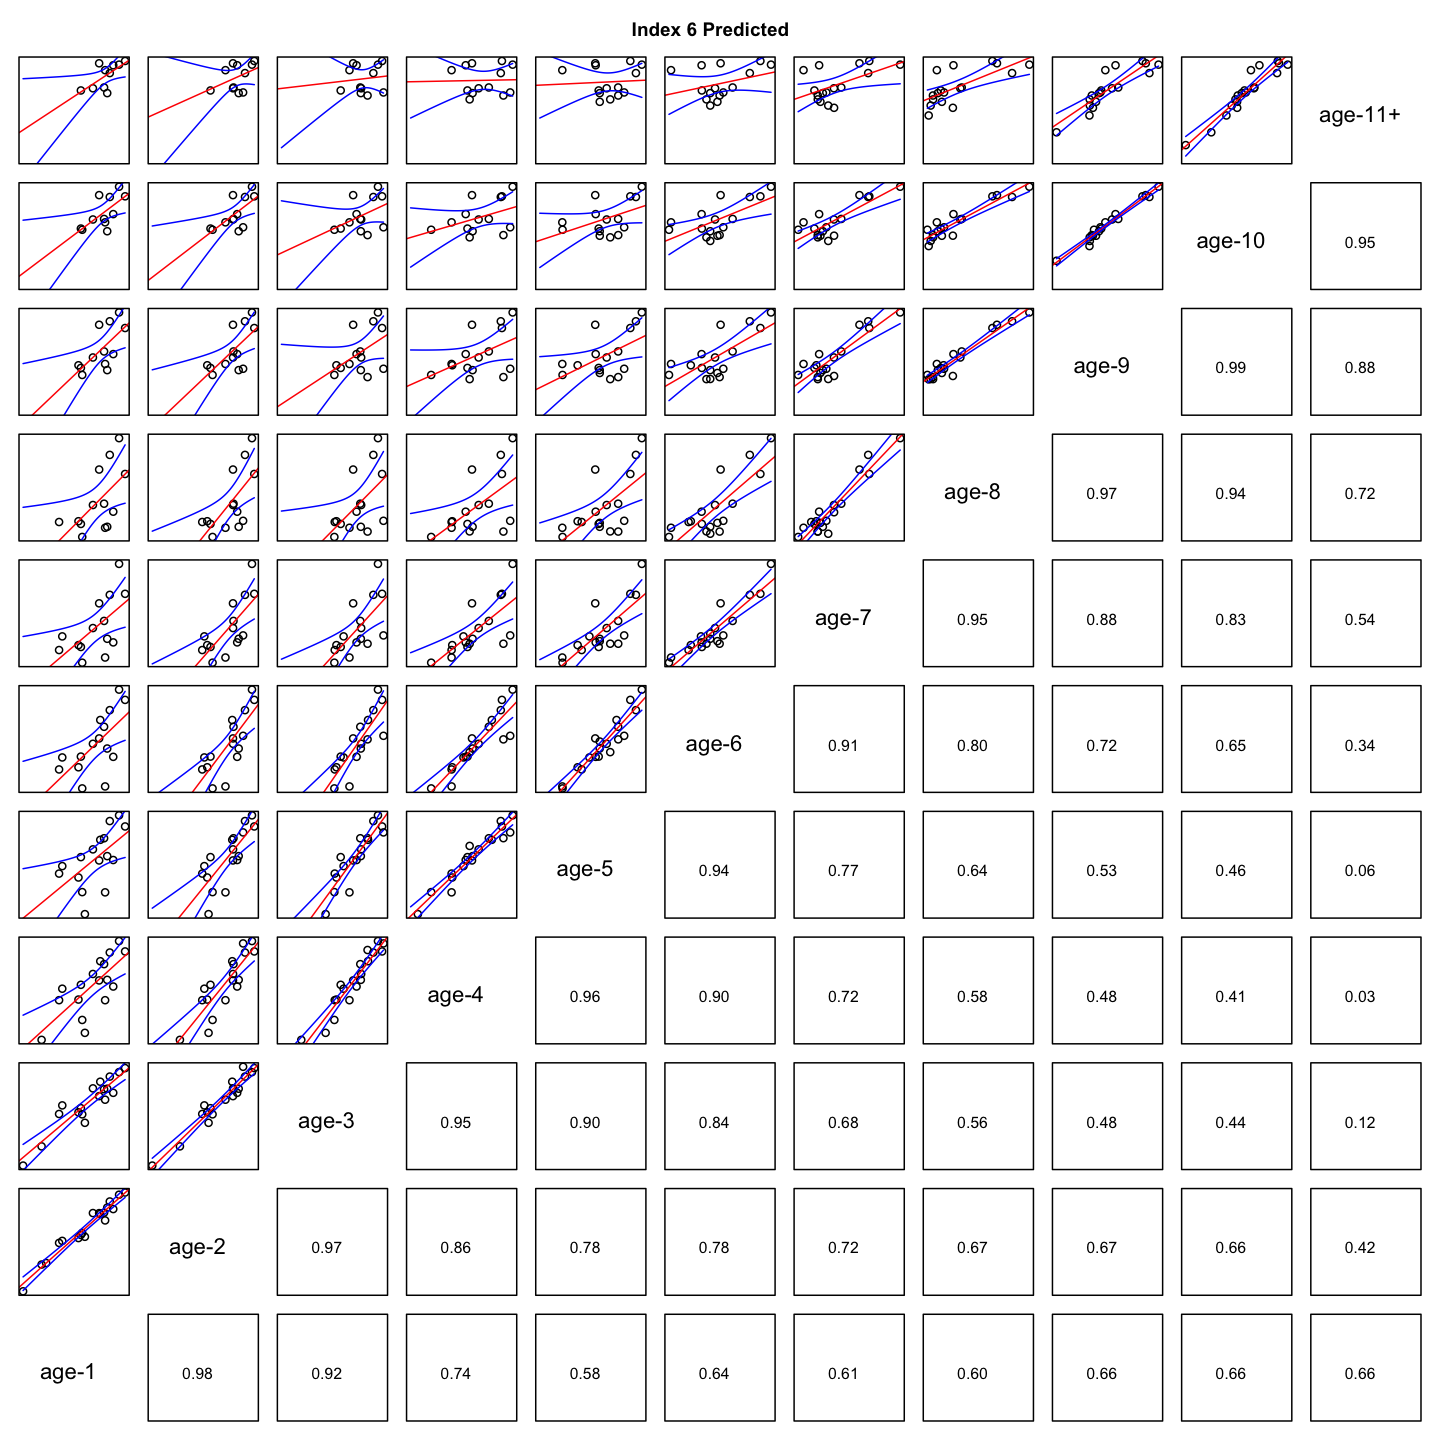 Index 6 Predicted
age-11+
age-10 0.95
age-9 0.99 0.88
age-8 0.97 0.94 0.72
age-7 0.95 0.88 0.83 0.54
age-6 0.91 0.80 0.72 0.65 0.34
age-5 0.94 0.77 0.64 0.53 0.46 0.06
age-4 0.96 0.90 0.72 0.58 0.48 0.41 0.03
age-3 0.95 0.90 0.84 0.68 0.56 0.48 0.44 0.12
age-2 0.97 0.86 0.78 0.78 0.72 0.67 0.67 0.66 0.42
age-1 0.98 0.92 0.74 0.58 0.64 0.61 0.60 0.66 0.66 0.66